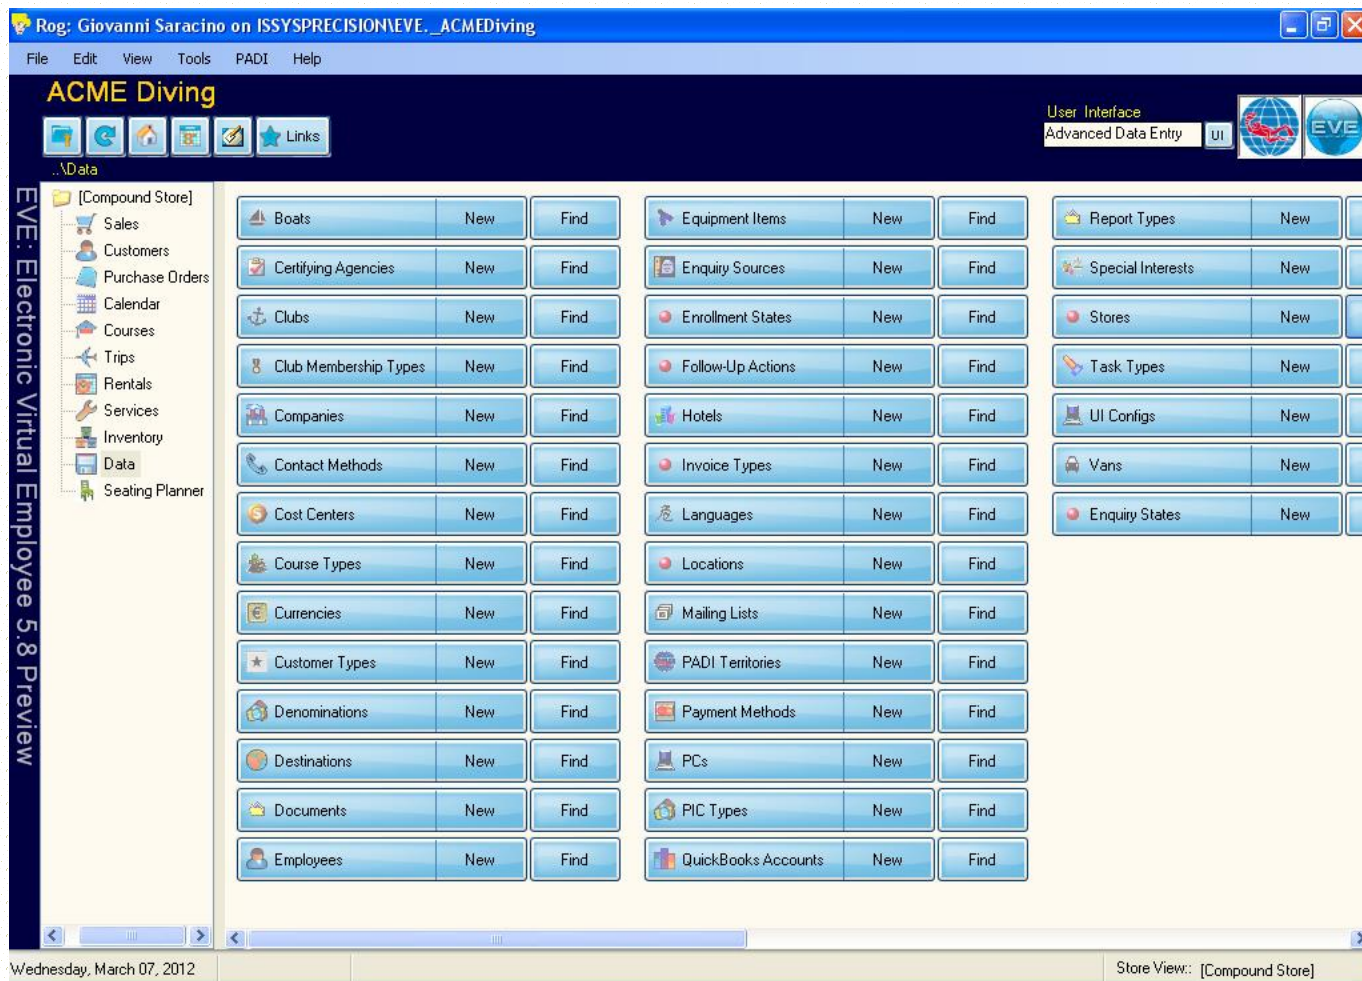 Rog: Giovanni Saracino on ISSYSPRECISION\EVE._ACMEDiving
File Edit View Tools PADI Help
ACME Diving
Links
User Interface
Advanced Data Entry UI
EVE
..\Data
EVE: Electronic Virtual Employee 5.8 Preview
[Compound Store]
Sales
Customers
Purchase Orders
Calendar
Courses
Trips
Rentals
Services
Inventory
Data
Seating Planner
Boats New Find
Certifying Agencies New Find
Clubs New Find
Club Membership Types New Find
Companies New Find
Contact Methods New Find
Cost Centers New Find
Course Types New Find
Currencies New Find
Customer Types New Find
Denominations New Find
Destinations New Find
Documents New Find
Employees New Find
Equipment Items New Find
Enquiry Sources New Find
Enrollment States New Find
Follow-Up Actions New Find
Hotels New Find
Invoice Types New Find
Languages New Find
Locations New Find
Mailing Lists New Find
PADI Territories New Find
Payment Methods New Find
PCs New Find
PIC Types New Find
QuickBooks Accounts New Find
Report Types New
Special Interests New
Stores New
Task Types New
UI Configs New
Vans New
Enquiry States New
Wednesday, March 07, 2012
Store View:: [Compound Store]